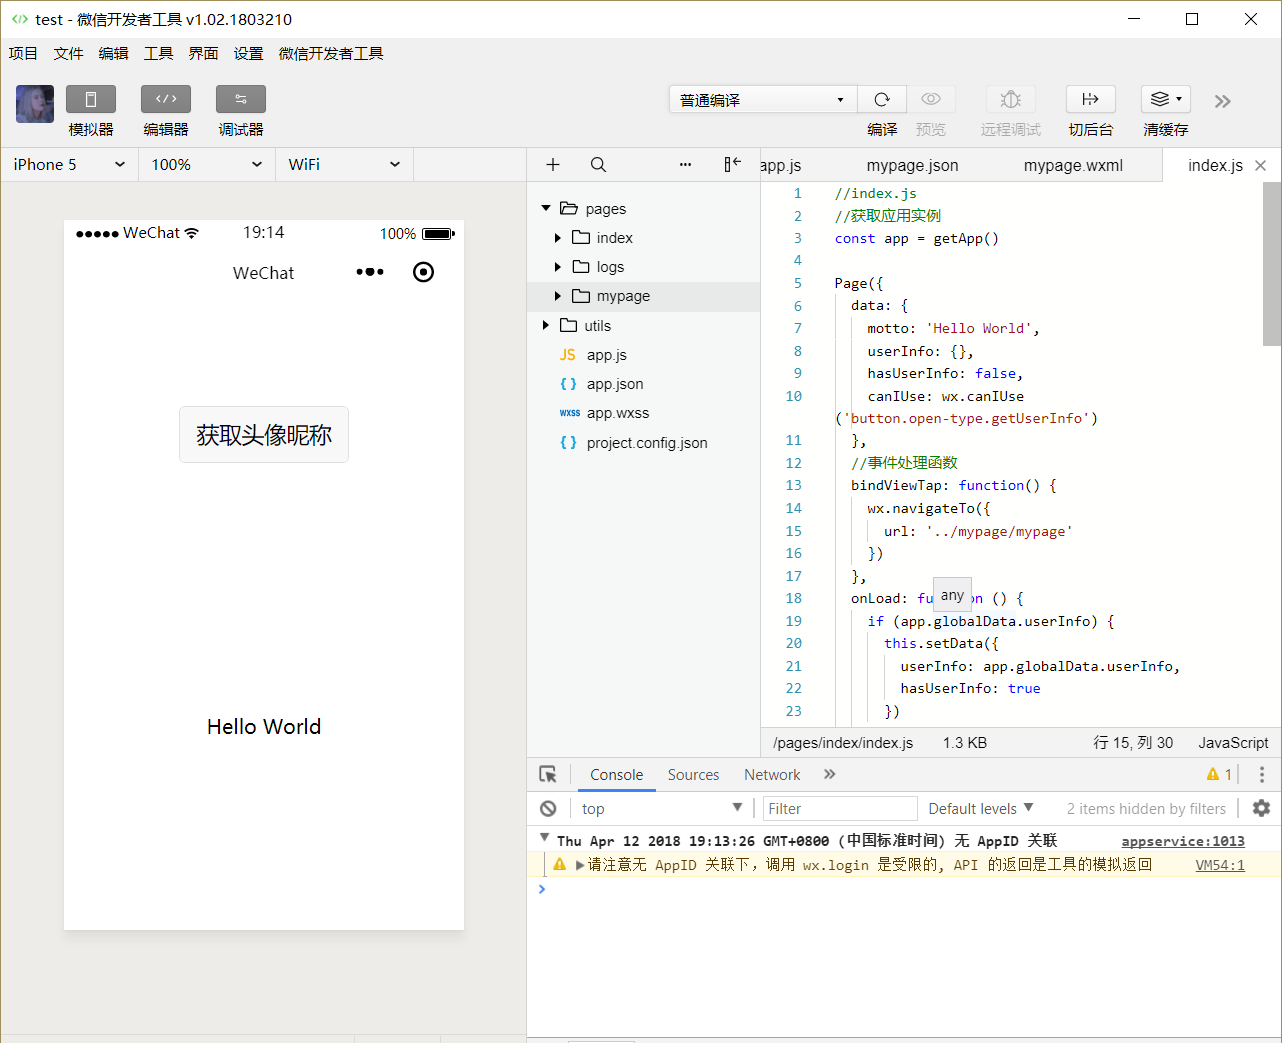 test - 微信开发者工具 v1.02.1803210
项目 文件 编辑 工具 界面 设置 微信开发者工具
普通编译
模拟器 编辑器 调试器 编译 预览 远程调试 切后台 清缓存
iPhone 5 100% WiFi
WeChat 19:14 100%
WeChat
获取头像昵称
Hello World
pages
index
logs
mypage
utils
JS app.js
{ } app.json
wxss app.wxss
{ } project.config.json
app.js mypage.json mypage.wxml index.js
1 //index.js
2 //获取应用实例
3 const app = getApp()
4
5 Page({
6 data: {
7 motto: 'Hello World',
8 userInfo: {},
9 hasUserInfo: false,
10 canIUse: wx.canIUse
('button.open-type.getUserInfo')
11 },
12 //事件处理函数
13 bindViewTap: function() {
14 wx.navigateTo({
15 url: '../mypage/mypage'
16 })
17 },
any
18 onLoad: fu n () {
19 if (app.globalData.userInfo) {
20 this.setData({
21 userInfo: app.globalData.userInfo,
22 hasUserInfo: true
23 })
/pages/index/index.js 1.3 KB 行 15, 列 30 JavaScript
Console Sources Network 1
top Filter Default levels 2 items hidden by filters
Thu Apr 12 2018 19:13:26 GMT+0800 (中国标准时间) 无 AppID 关联 appservice:1013
请注意无 AppID 关联下，调用 wx.login 是受限的, API 的返回是工具的模拟返回 VM54:1